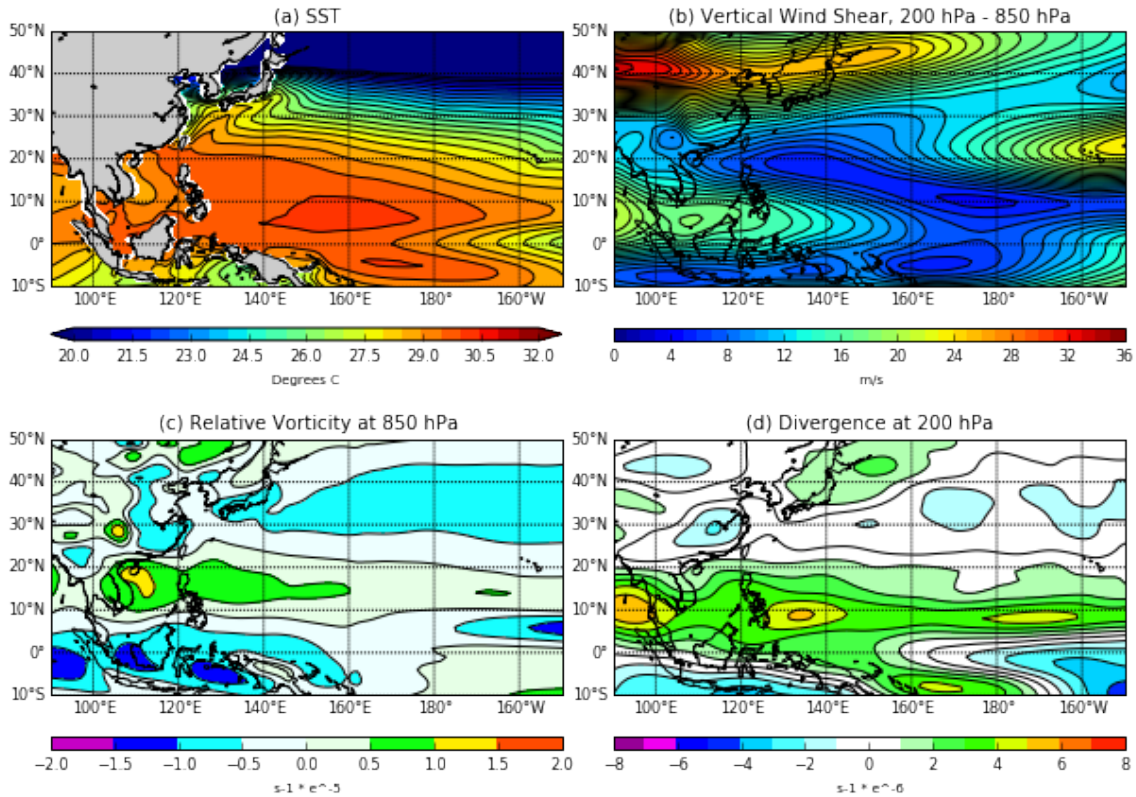 (a) SST
50°N
40°N
30°N
20°N
10°N
0°
10°S
100°E 120°E 140°E 160°E 180° 160°W
20.0 21.5 23.0 24.5 26.0 27.5 29.0 30.5 32.0
Degrees C
(b) Vertical Wind Shear, 200 hPa - 850 hPa
50°N
40°N
30°N
20°N
10°N
0°
10°S
100°E 120°E 140°E 160°E 180° 160°W
0 4 8 12 16 20 24 28 32 36
m/s
(c) Relative Vorticity at 850 hPa
50°N
40°N
30°N
20°N
10°N
0°
10°S
100°E 120°E 140°E 160°E 180° 160°W
−2.0 −1.5 −1.0 −0.5 0.0 0.5 1.0 1.5 2.0
s-1 * e^-5
(d) Divergence at 200 hPa
50°N
40°N
30°N
20°N
10°N
0°
10°S
100°E 120°E 140°E 160°E 180° 160°W
−8 −6 −4 −2 0 2 4 6 8
s-1 * e^-6